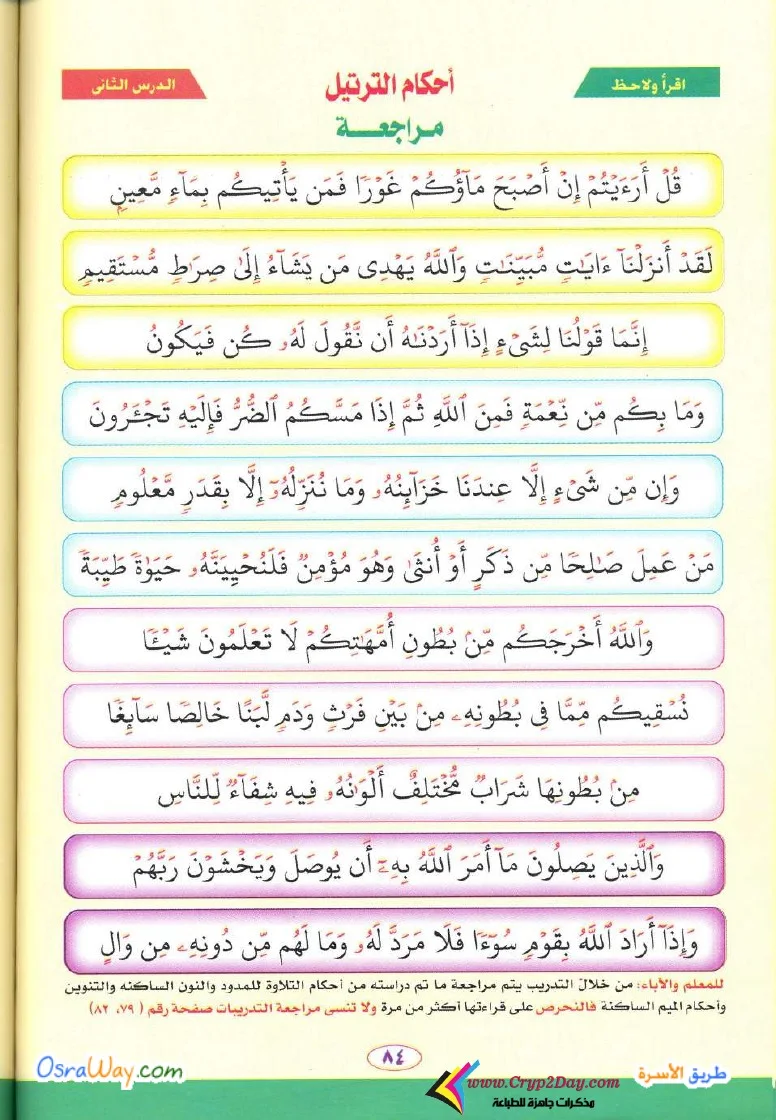 اقرأ ولاحظ
أحكام الترتيل
الدرس الثانى
مراجعـــة
قُلْ أَرَءَيْتُمْ إِنْ أَصْبَحَ مَآؤُكُمْ غَوْرًا فَمَن يَأْتِيكُم بِمَآءٍ مَّعِينٍ
لَقَدْ أَنزَلْنَآ ءَايَٰتٍ مُّبَيِّنَٰتٍ وَٱللَّهُ يَهْدِى مَن يَشَآءُ إِلَىٰ صِرَٰطٍ مُّسْتَقِيمٍ
إِنَّمَا قَوْلُنَا لِشَىْءٍ إِذَآ أَرَدْنَٰهُ أَن نَّقُولَ لَهُۥ كُن فَيَكُونُ
وَمَا بِكُم مِّن نِّعْمَةٍ فَمِنَ ٱللَّهِ ثُمَّ إِذَا مَسَّكُمُ ٱلضُّرُّ فَإِلَيْهِ تَجْـَٔرُونَ
وَإِن مِّن شَىْءٍ إِلَّا عِندَنَا خَزَآئِنُهُۥ وَمَا نُنَزِّلُهُۥٓ إِلَّا بِقَدَرٍ مَّعْلُومٍ
مَنْ عَمِلَ صَٰلِحًا مِّن ذَكَرٍ أَوْ أُنثَىٰ وَهُوَ مُؤْمِنٌ فَلَنُحْيِيَنَّهُۥ حَيَوٰةً طَيِّبَةً
وَٱللَّهُ أَخْرَجَكُم مِّنۢ بُطُونِ أُمَّهَٰتِكُمْ لَا تَعْلَمُونَ شَيْـًٔا
نُسْقِيكُم مِّمَّا فِى بُطُونِهِۦ مِنۢ بَيْنِ فَرْثٍ وَدَمٍ لَّبَنًا خَالِصًا سَآئِغًا
مِنۢ بُطُونِهَا شَرَابٌ مُّخْتَلِفٌ أَلْوَٰنُهُۥ فِيهِ شِفَآءٌ لِّلنَّاسِ
وَٱلَّذِينَ يَصِلُونَ مَآ أَمَرَ ٱللَّهُ بِهِۦٓ أَن يُوصَلَ وَيَخْشَوْنَ رَبَّهُمْ
وَإِذَآ أَرَادَ ٱللَّهُ بِقَوْمٍ سُوٓءًا فَلَا مَرَدَّ لَهُۥ وَمَا لَهُم مِّن دُونِهِۦ مِن وَالٍ
للمعلم والآباء: من خلال التدريب يتم مراجعة ما تم دراسته من أحكام التلاوة للمدود والنون الساكنه والتنوين
وأحكام الميم الساكنة فالنحرص على قراءتها أكثر من مرة ولا تنسى مراجعة التدريبات صفحة رقم ( ٧٩، ٨٢)
٨٤
طريق الأسرة
www.Cryp2Day.com
مذكرات جاهزة للطباعة
OsraWay.com